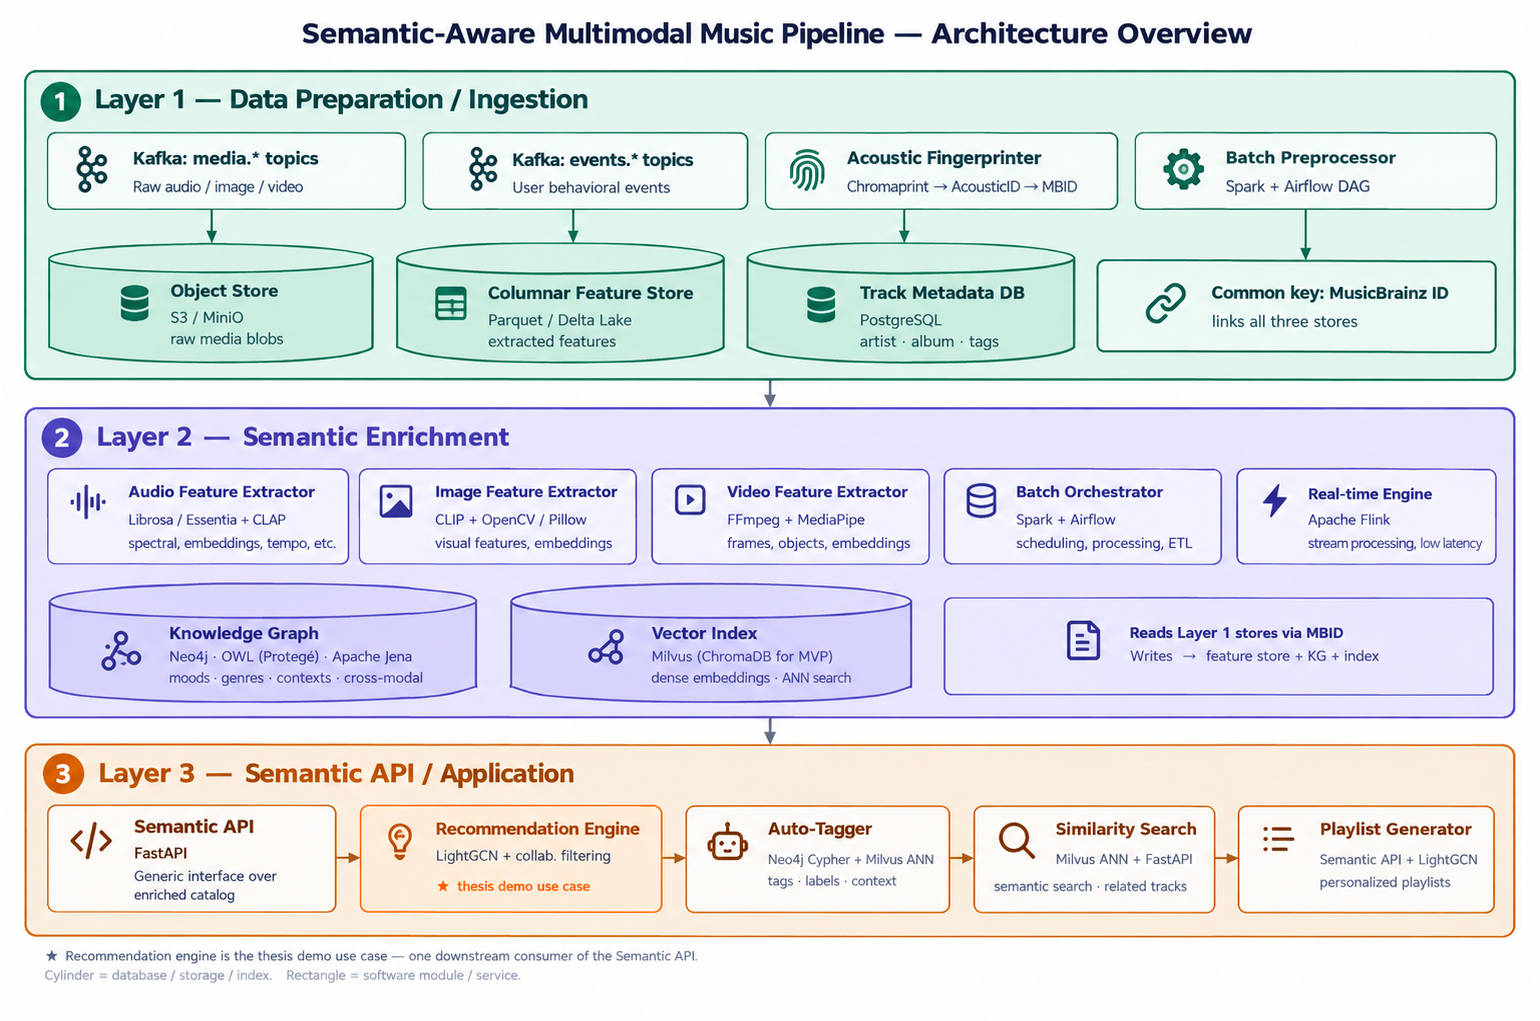 Semantic-Aware Multimodal Music Pipeline — Architecture Overview
1 Layer 1 — Data Preparation / Ingestion
Kafka: media.* topics
Raw audio / image / video
Kafka: events.* topics
User behavioral events
Acoustic Fingerprinter
Chromaprint → AcousticID → MBID
Batch Preprocessor
Spark + Airflow DAG
Object Store
S3 / MiniO
raw media blobs
Columnar Feature Store
Parquet / Delta Lake
extracted features
Track Metadata DB
PostgreSQL
artist · album · tags
Common key: MusicBrainz ID
links all three stores
2 Layer 2 — Semantic Enrichment
Audio Feature Extractor
Librosa / Essentia + CLAP
spectral, embeddings, tempo, etc.
Image Feature Extractor
CLIP + OpenCV / Pillow
visual features, embeddings
Video Feature Extractor
FFmpeg + MediaPipe
frames, objects, embeddings
Batch Orchestrator
Spark + Airflow
scheduling, processing, ETL
Real-time Engine
Apache Flink
stream processing, low latency
Knowledge Graph
Neo4j · OWL (Protegé) · Apache Jena
moods · genres · contexts · cross-modal
Vector Index
Milvus (ChromaDB for MVP)
dense embeddings · ANN search
Reads Layer 1 stores via MBID
Writes → feature store + KG + index
3 Layer 3 — Semantic API / Application
Semantic API
FastAPI
Generic interface over
enriched catalog
Recommendation Engine
LightGCN + collab. filtering
★ thesis demo use case
Auto-Tagger
Neo4j Cypher + Milvus ANN
tags · labels · context
Similarity Search
Milvus ANN + FastAPI
semantic search · related tracks
Playlist Generator
Semantic API + LightGCN
personalized playlists
★ Recommendation engine is the thesis demo use case — one downstream consumer of the Semantic API.
Cylinder = database / storage / index. Rectangle = software module / service.